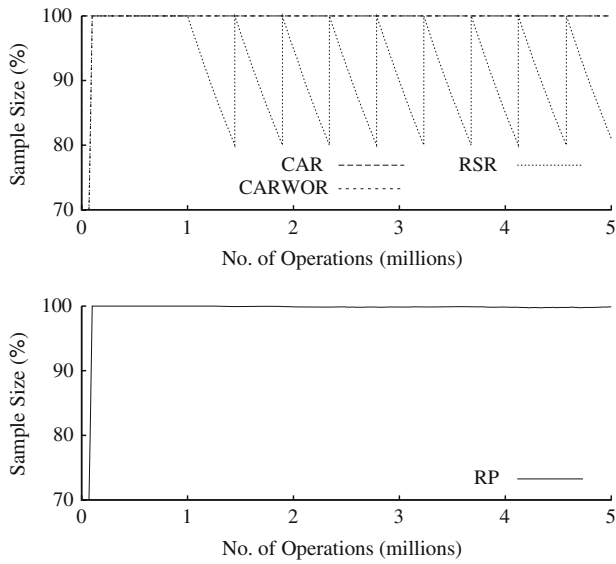 Sample Size (%)
100
90
80
70
CAR
CARWOR
RSR
0 1 2 3 4 5
No. of Operations (millions)
Sample Size (%)
100
90
80
70
RP
0 1 2 3 4 5
No. of Operations (millions)